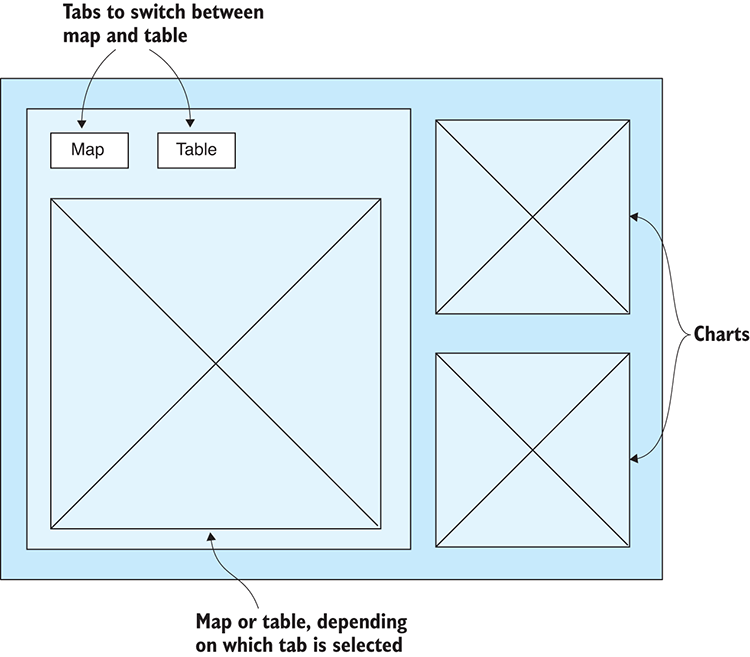 Tabs to switch between
map and table
Map
Table
Charts
Map or table, depending
on which tab is selected